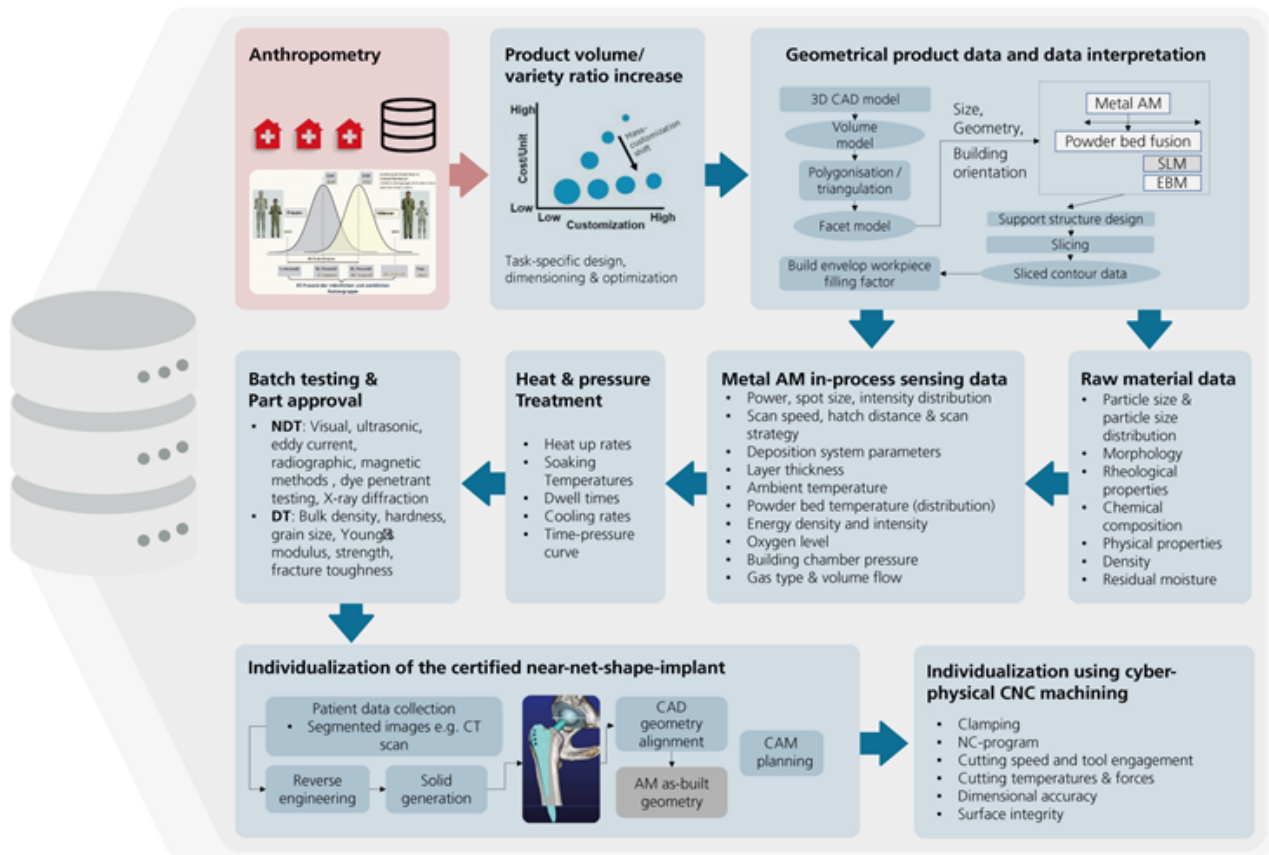 Anthropometry
Frauen
Männer
95 Prozent der männlichen und weiblichen
Nutzergruppe
Product volume/
variety ratio increase
High
Cost/Unit
Low
Low
High
Customization
Mass-
customization
shift
Task-specific design,
dimensioning & optimization
Geometrical product data and data interpretation
3D CAD model
Volume
model
Polygonisation /
triangulation
Facet model
Size,
Geometry,
Building
orientation
Metal AM
Powder bed fusion
SLM
EBM
Support structure design
Slicing
Sliced contour data
Build envelop workpiece
filling factor
Batch testing &
Part approval
• NDT: Visual, ultrasonic,
eddy current,
radiographic, magnetic
methods , dye penetrant
testing, X-ray diffraction
• DT: Bulk density, hardness,
grain size, Young s
modulus, strength,
fracture toughness
Heat & pressure
Treatment
• Heat up rates
• Soaking
Temperatures
• Dwell times
• Cooling rates
• Time-pressure
curve
Metal AM in-process sensing data
• Power, spot size, intensity distribution
• Scan speed, hatch distance & scan
strategy
• Deposition system parameters
• Layer thickness
• Ambient temperature
• Powder bed temperature (distribution)
• Energy density and intensity
• Oxygen level
• Building chamber pressure
• Gas type & volume flow
Raw material data
• Particle size &
particle size
distribution
• Morphology
• Rheological
properties
• Chemical
composition
• Physical properties
• Density
• Residual moisture
Individualization of the certified near-net-shape-implant
Patient data collection
• Segmented images e.g. CT
scan
Reverse
engineering
Solid
generation
CAD
geometry
alignment
AM as-built
geometry
CAM
planning
Individualization using cyber-
physical CNC machining
• Clamping
• NC-program
• Cutting speed and tool engagement
• Cutting temperatures & forces
• Dimensional accuracy
• Surface integrity